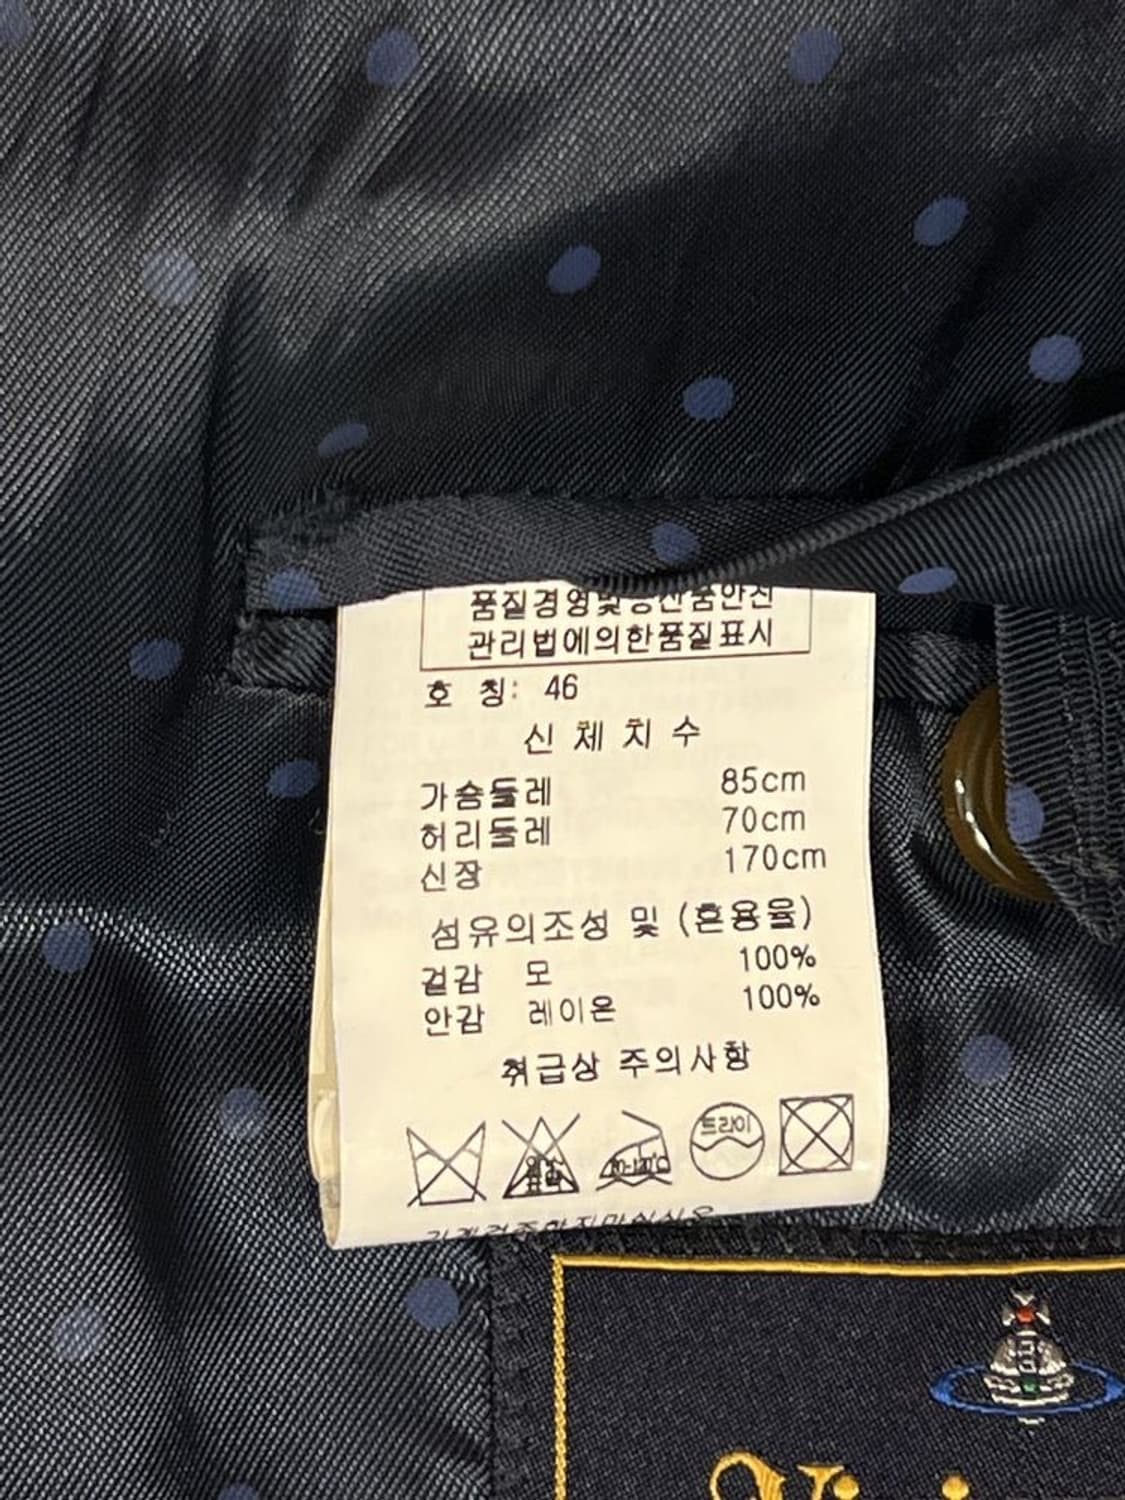 품질경영및공산품안전
관리법에의한품질표시
호 칭: 46
신 체 치 수
가슴둘레 85cm
허리둘레 70cm
신장 170cm
섬유의조성 및 (혼용율)
겉감 모 100%
안감 레이온 100%
취급상 주의사항
드라이